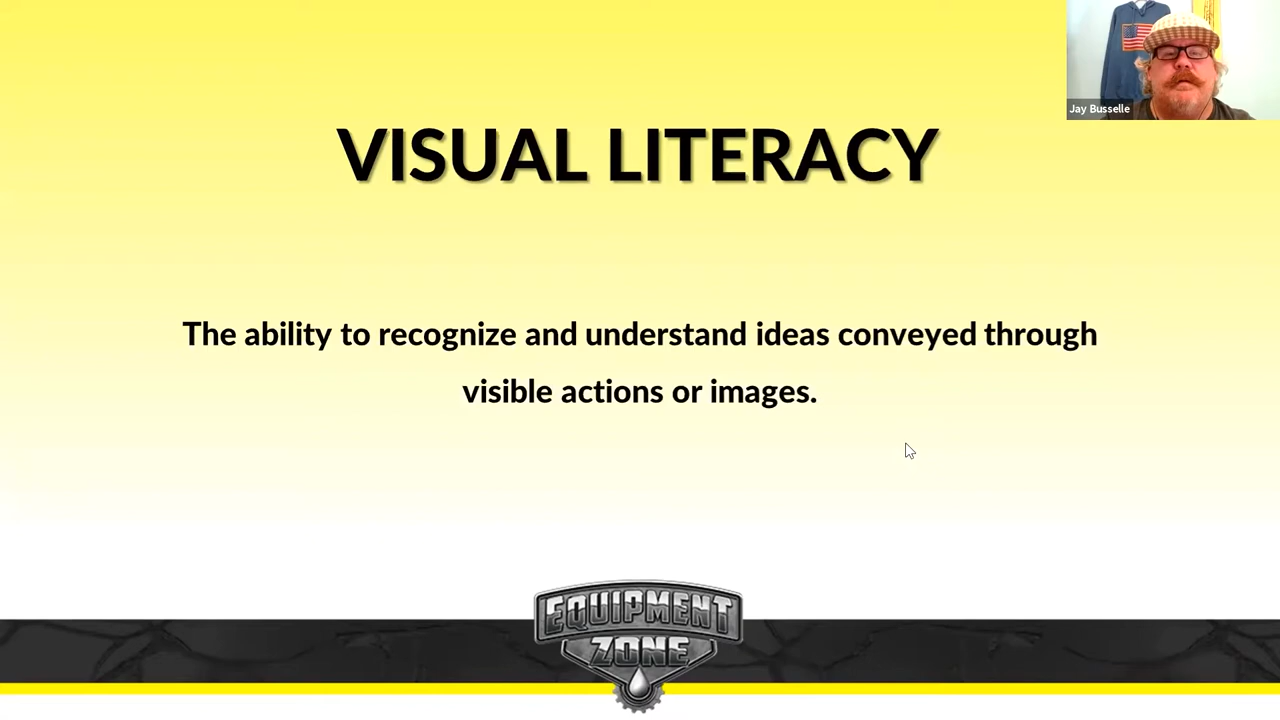 VISUAL LITERACY
The ability to recognize and understand ideas conveyed through
visible actions or images.
Jay Busselle
EQUIPMENT
ZONE